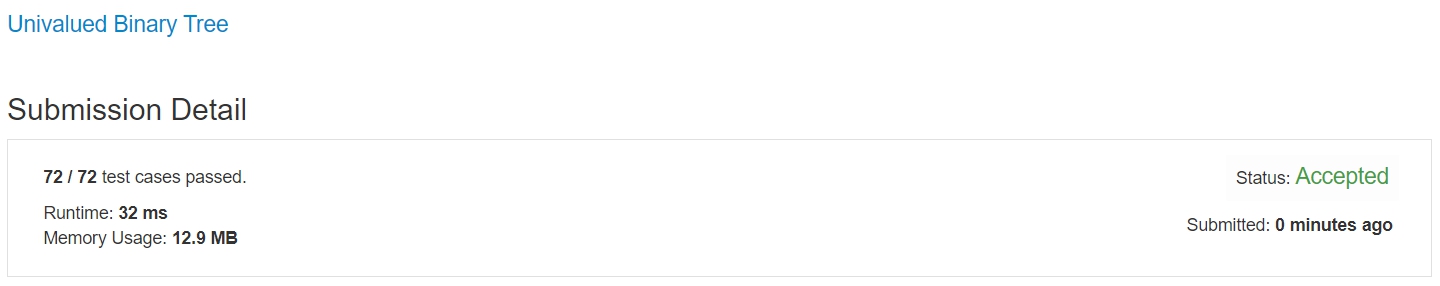 Univalued Binary Tree
Submission Detail
72 / 72 test cases passed.
Status: Accepted
Runtime: 32 ms
Submitted: 0 minutes ago
Memory Usage: 12.9 MB